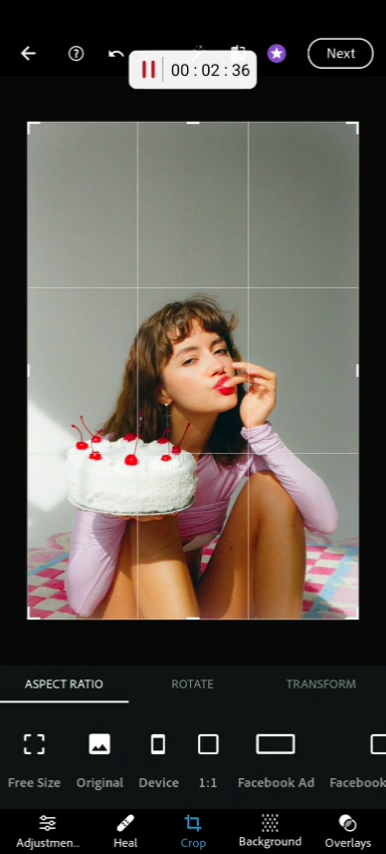 Next
00 : 02 : 36
ASPECT RATIO ROTATE TRANSFORM
Free Size Original Device 1:1 Facebook Ad Facebook
Adjustmen.. Heal Crop Background Overlays